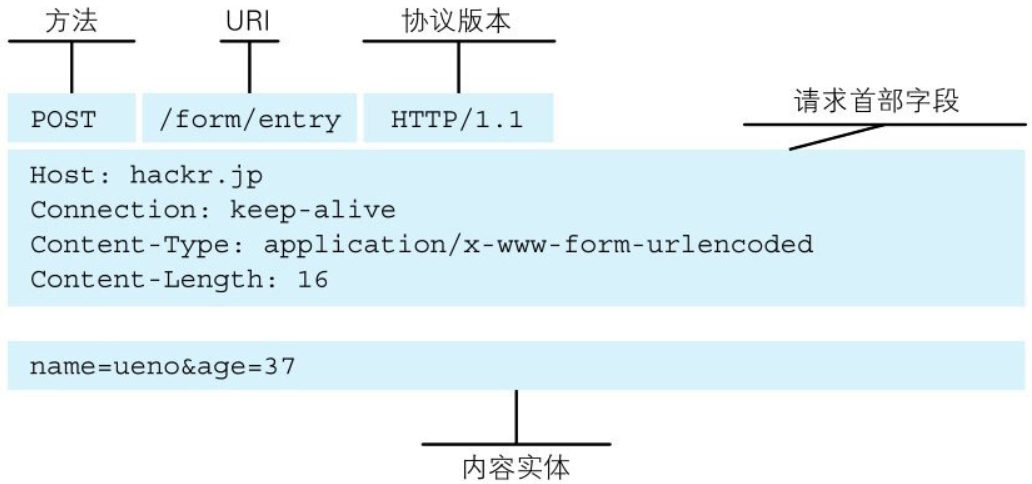 方法 URI 协议版本
POST /form/entry HTTP/1.1
请求首部字段
Host: hackr.jp
Connection: keep-alive
Content-Type: application/x-www-form-urlencoded
Content-Length: 16
name=ueno&age=37
内容实体